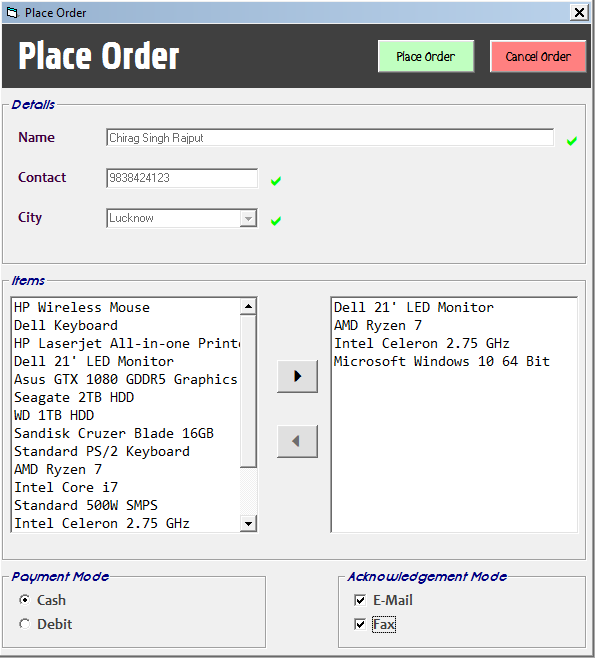 Place Order
Place Order
Place Order
Cancel Order
Details
Name
Chirag Singh Rajput
Contact
9838424123
City
Lucknow
Items
HP Wireless Mouse
Dell Keyboard
HP Laserjet All-in-one Printe
Dell 21' LED Monitor
Asus GTX 1080 GDDR5 Graphics
Seagate 2TB HDD
WD 1TB HDD
Sandisk Cruzer Blade 16GB
Standard PS/2 Keyboard
AMD Ryzen 7
Intel Core i7
Standard 500W SMPS
Intel Celeron 2.75 GHz
Dell 21' LED Monitor
AMD Ryzen 7
Intel Celeron 2.75 GHz
Microsoft Windows 10 64 Bit
Payment Mode
Cash
Debit
Acknowledgement Mode
E-Mail
Fax